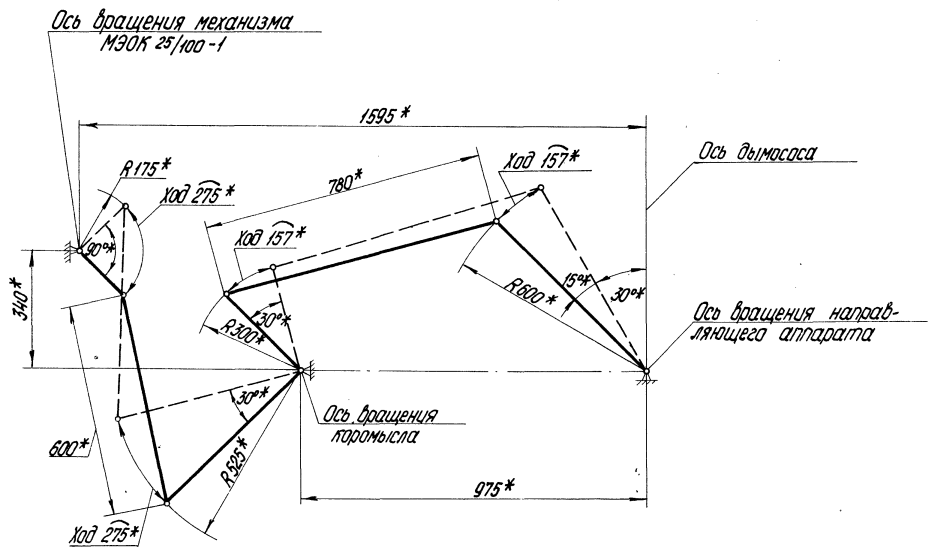 Ось вращения механизма
МЭОК 25/100-1
1595*
R175*
Ход 275*
780*
Ход 157*
Ось дымососа
Ход 157*
90°*
340*
R300*
30°*
R600*
15°*
30°*
Ось вращения направ-
ляющего аппарата
30°*
Ось вращения
коромысла
600*
R525*
975*
Ход 275*